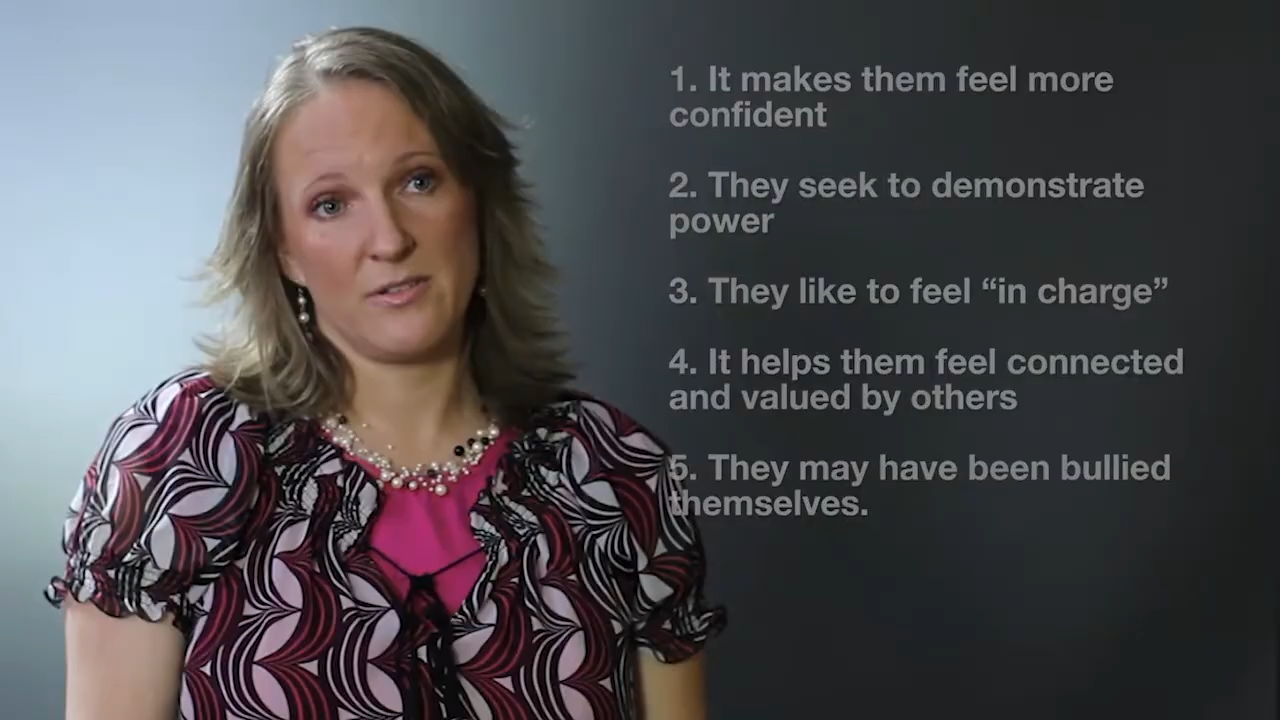 1. It makes them feel more
confident
2. They seek to demonstrate
power
3. They like to feel “in charge”
4. It helps them feel connected
and valued by others
5. They may have been bullied
themselves.